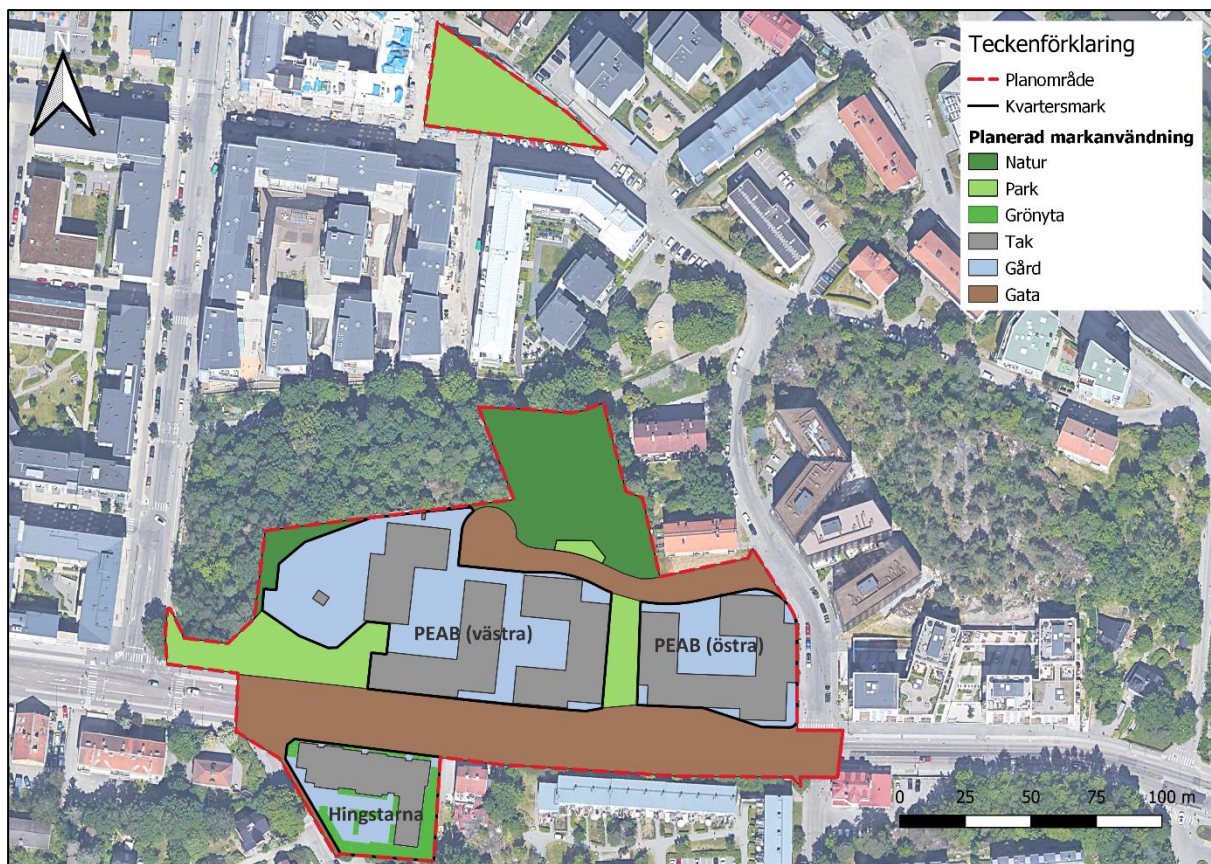 N
Teckenförklaring
Planområde
Kvartersmark
Planerad markanvändning
Natur
Park
Grönyta
Tak
Gård
Gata
PEAB (västra)
PEAB (östra)
Hingstarna
0 25 50 75 100 m